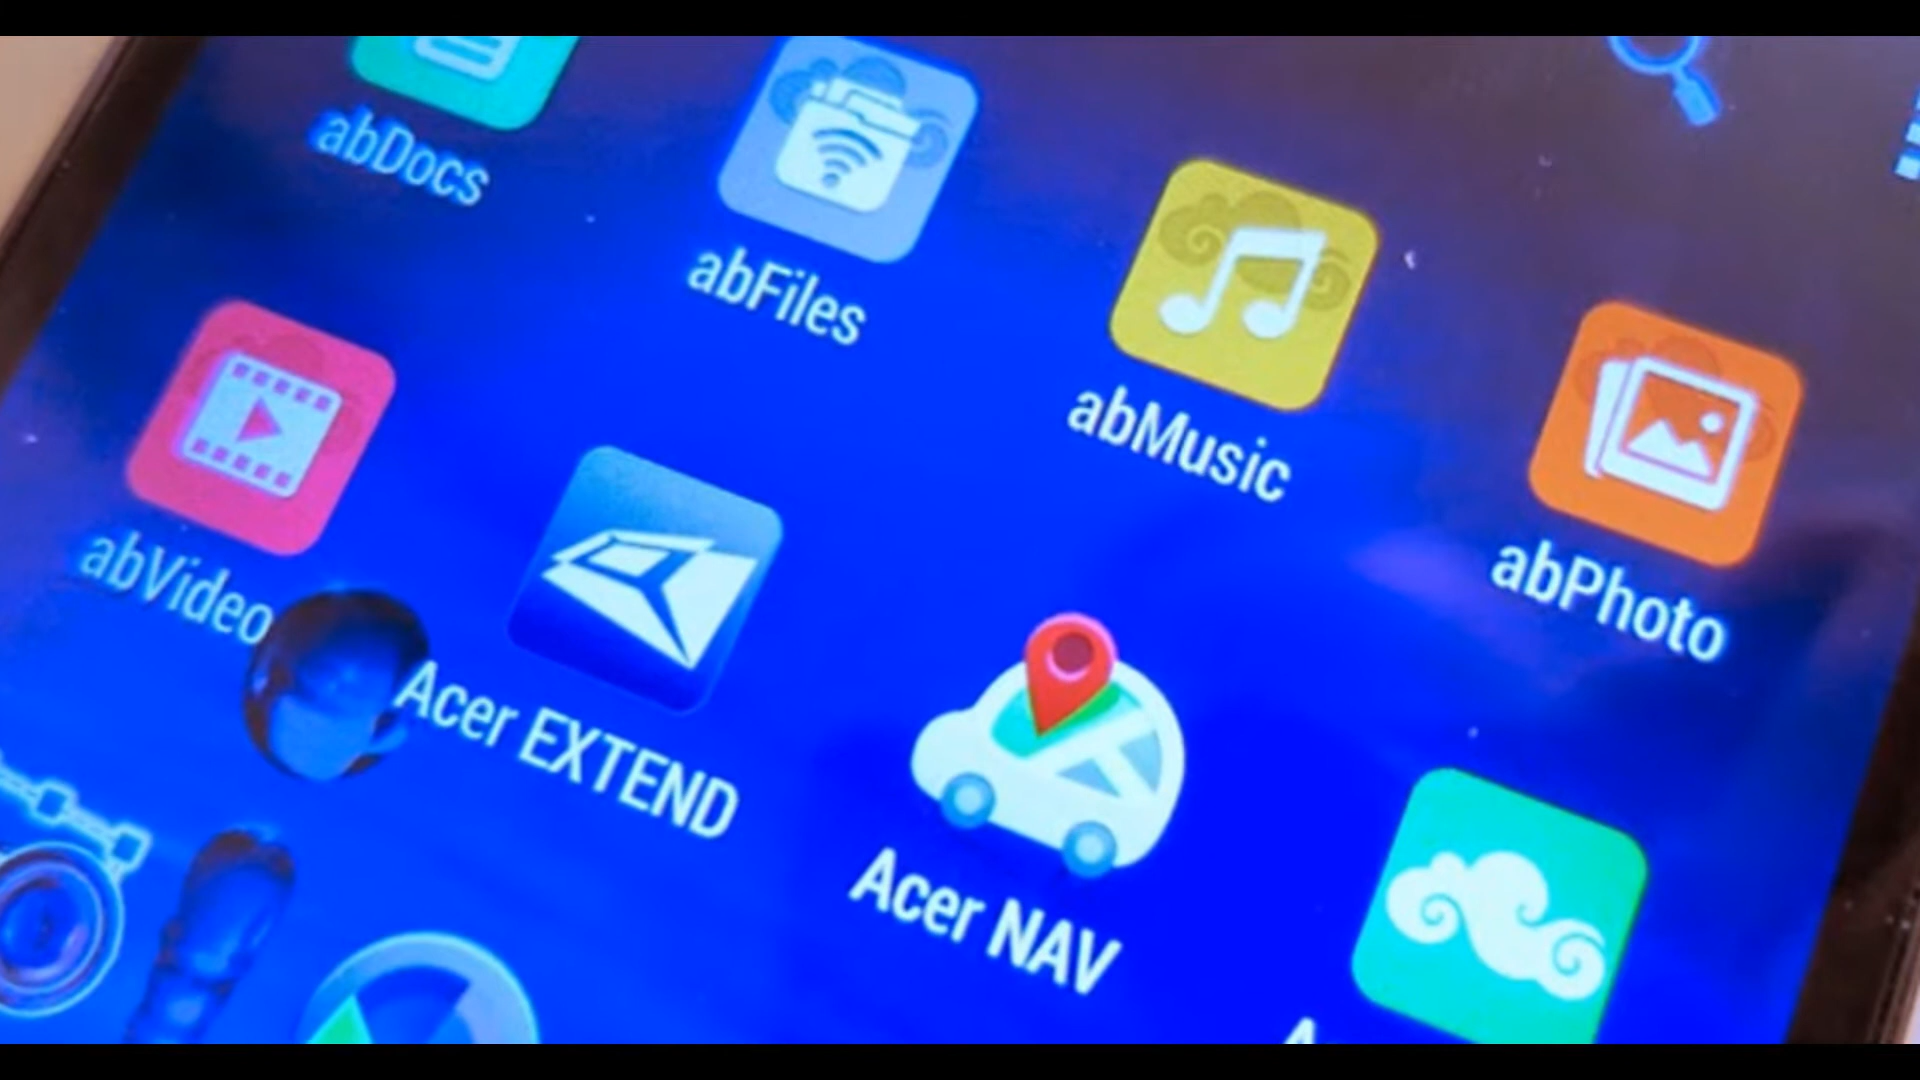 abDocs
abFiles
abMusic
abPhoto
abVideo
Acer EXTEND
Acer NAV